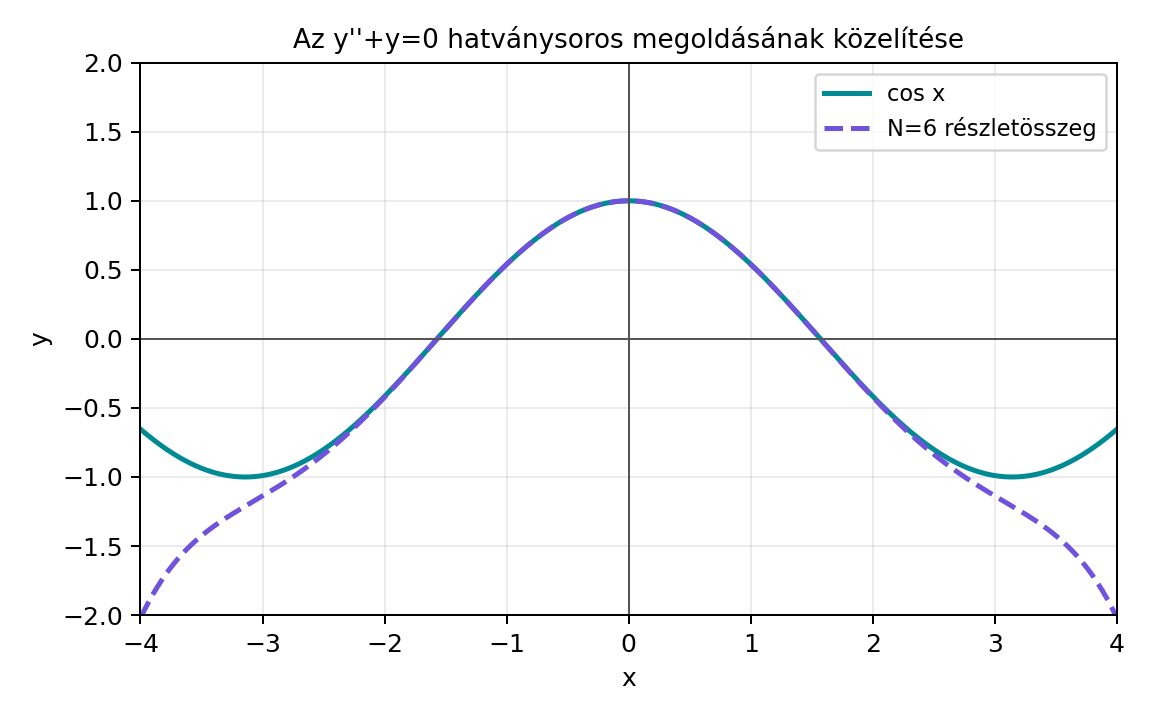 Az y''+y=0 hatványsoros megoldásának közelítése
cos x
N=6 részletösszeg
y
2.0
1.5
1.0
0.5
0.0
−0.5
−1.0
−1.5
−2.0
−4 −3 −2 −1 0 1 2 3 4
x